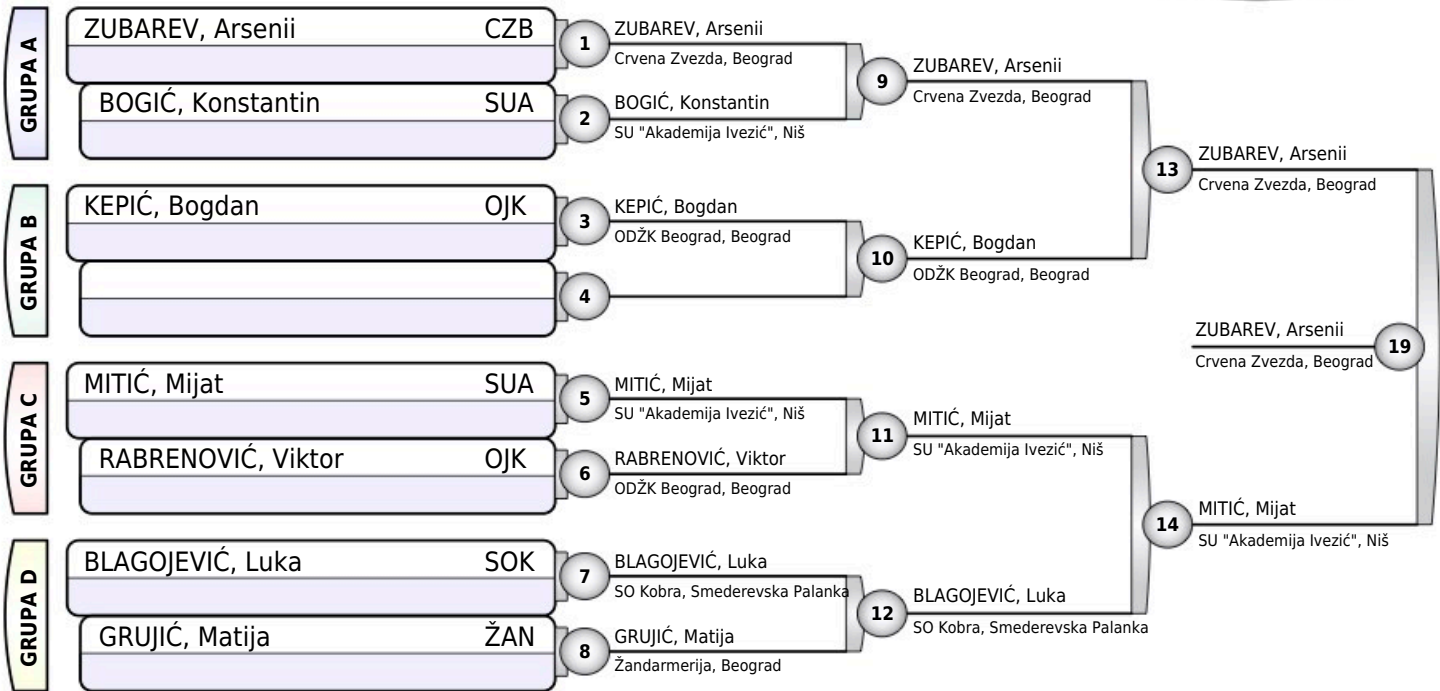 GRUPA A
ZUBAREV, Arsenii CZB
BOGIĆ, Konstantin SUA
GRUPA B
KEPIĆ, Bogdan OJK
GRUPA C
MITIĆ, Mijat SUA
RABRENOVIĆ, Viktor OJK
GRUPA D
BLAGOJEVIĆ, Luka SOK
GRUJIĆ, Matija ŽAN
1 ZUBAREV, Arsenii
Crvena Zvezda, Beograd
2 BOGIĆ, Konstantin
SU "Akademija Ivezić", Niš
3 KEPIĆ, Bogdan
ODŽK Beograd, Beograd
4
5 MITIĆ, Mijat
SU "Akademija Ivezić", Niš
6 RABRENOVIĆ, Viktor
ODŽK Beograd, Beograd
7 BLAGOJEVIĆ, Luka
SO Kobra, Smederevska Palanka
8 GRUJIĆ, Matija
Žandarmerija, Beograd
9 ZUBAREV, Arsenii
Crvena Zvezda, Beograd
10 KEPIĆ, Bogdan
ODŽK Beograd, Beograd
11 MITIĆ, Mijat
SU "Akademija Ivezić", Niš
12 BLAGOJEVIĆ, Luka
SO Kobra, Smederevska Palanka
13 ZUBAREV, Arsenii
Crvena Zvezda, Beograd
14 MITIĆ, Mijat
SU "Akademija Ivezić", Niš
ZUBAREV, Arsenii
Crvena Zvezda, Beograd
19